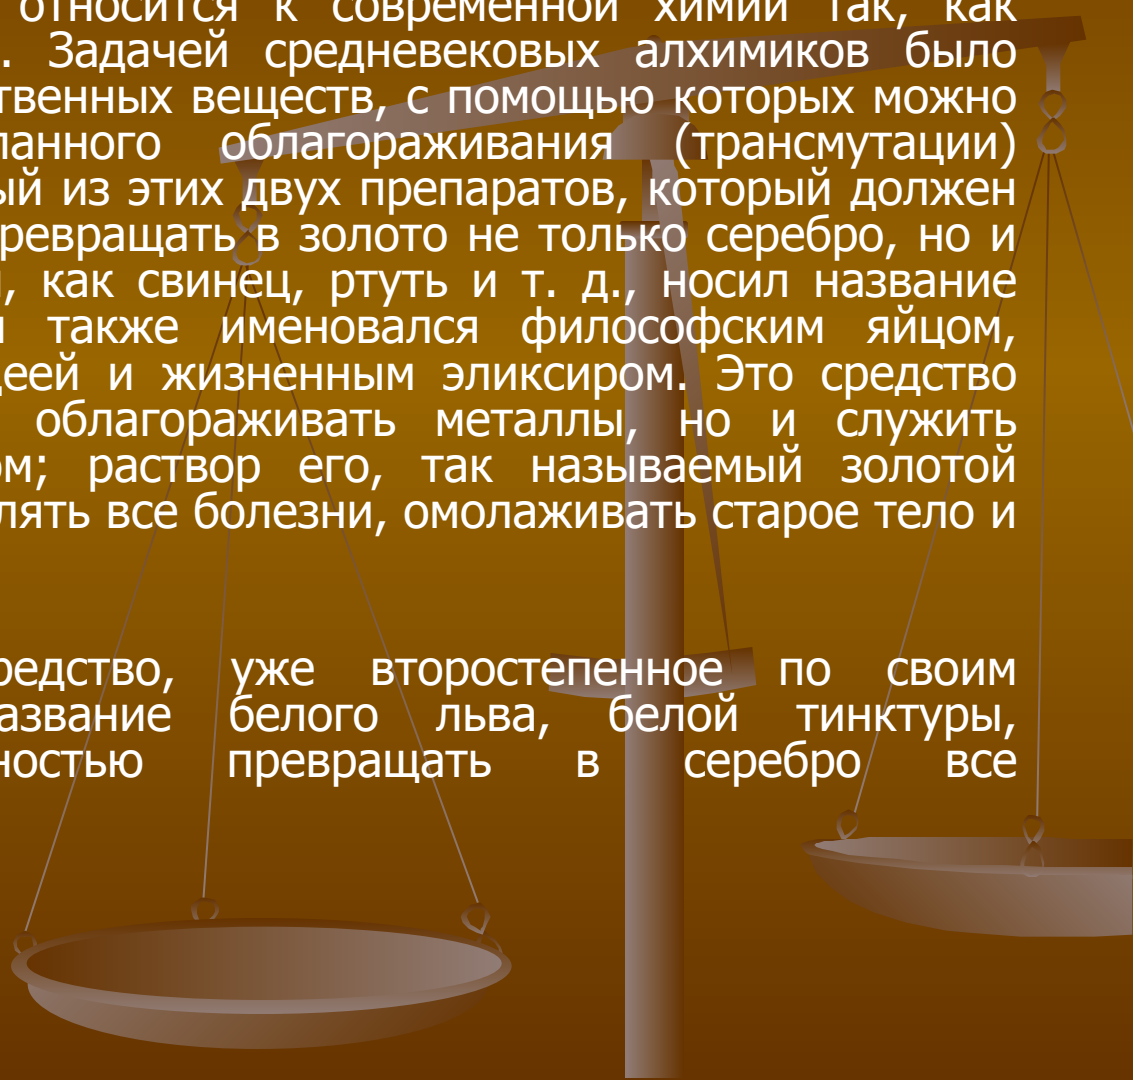 относится к современной химии так, как
. Задачей средневековых алхимиков было
твенных веществ, с помощью которых можно
ланного облагораживания (трансмутации)
ый из этих двух препаратов, который должен
ревращать в золото не только серебро, но и
, как свинец, ртуть и т. д., носил название
также именовался философским яйцом,
еей и жизненным эликсиром. Это средство
облагораживать металлы, но и служить
ом; раствор его, так называемый золотой
лять все болезни, омолаживать старое тело и
редство, уже второстепенное по своим
азвание белого льва, белой тинктуры,
ностью превращать в серебро все